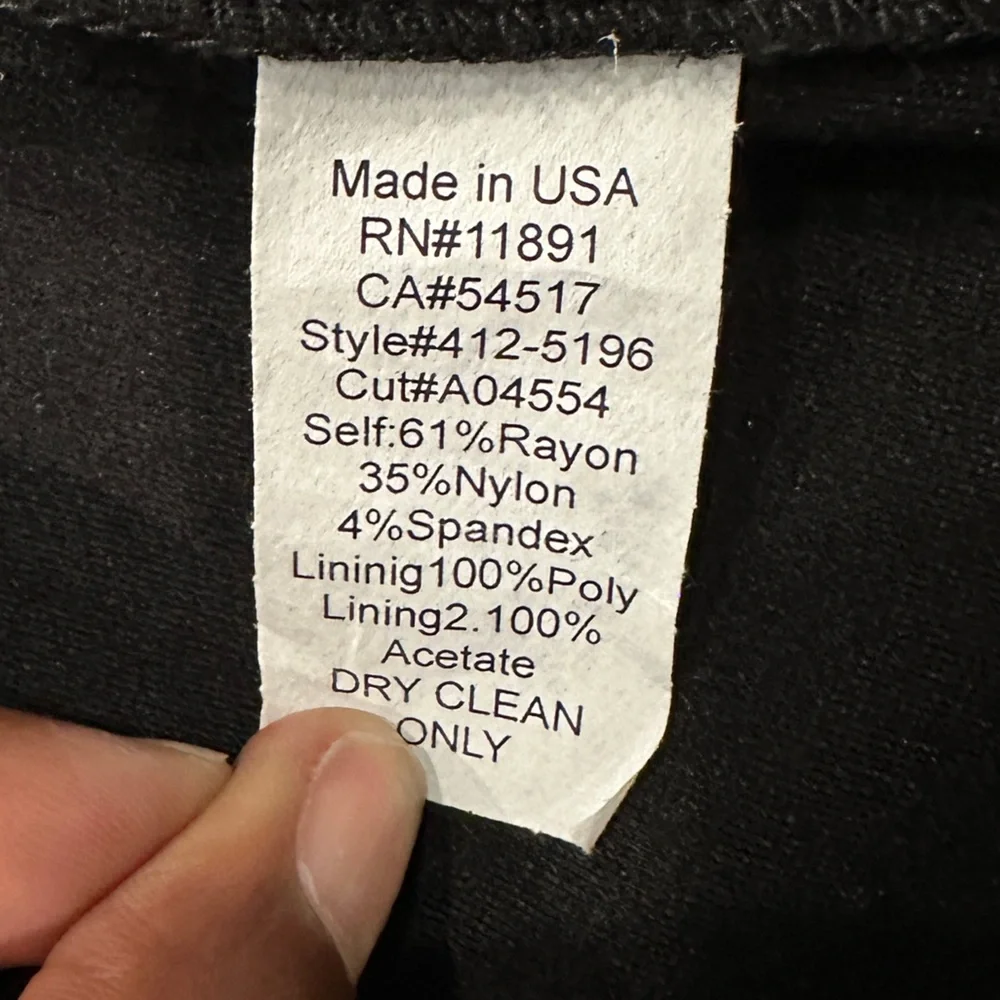 Made in USA
RN#11891
CA#54517
Style#412-5196
Cut#A04554
Self:61%Rayon
35%Nylon
4%Spandex
Lininig100%Poly
Lining2.100%
Acetate
DRY CLEAN
ONLY